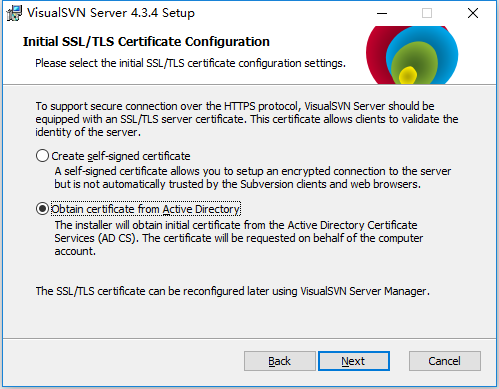 VisualSVN Server 4.3.4 Setup
Initial SSL/TLS Certificate Configuration
Please select the initial SSL/TLS certificate configuration settings.
To support secure connection over the HTTPS protocol, VisualSVN Server should be
equipped with an SSL/TLS server certificate. This certificate allows clients to validate the
identity of the server.
Create self-signed certificate
A self-signed certificate allows you to setup an encrypted connection to the server
but is not automatically trusted by the Subversion clients and web browsers.
Obtain certificate from Active Directory
The installer will obtain initial certificate from the Active Directory Certificate
Services (AD CS). The certificate will be requested on behalf of the computer
account.
The SSL/TLS certificate can be reconfigured later using VisualSVN Server Manager.
Back Next Cancel